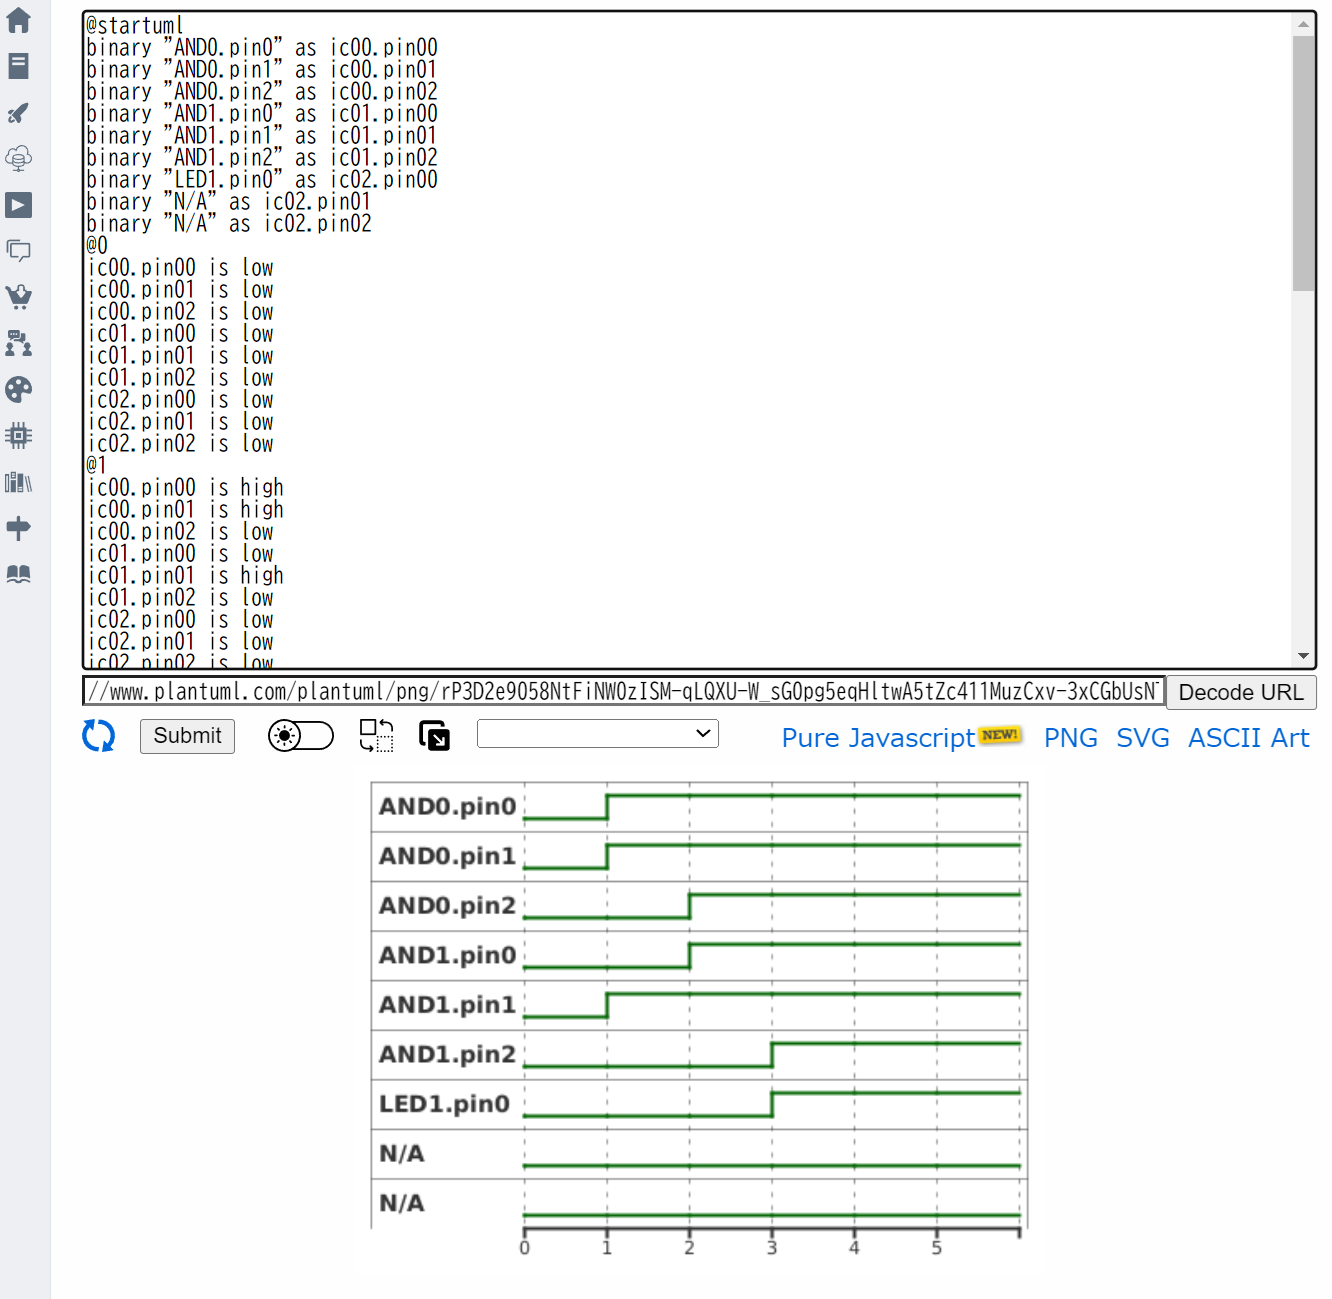 @startuml
binary "AND0.pin0" as ic00.pin00
binary "AND0.pin1" as ic00.pin01
binary "AND0.pin2" as ic00.pin02
binary "AND1.pin0" as ic01.pin00
binary "AND1.pin1" as ic01.pin01
binary "AND1.pin2" as ic01.pin02
binary "LED1.pin0" as ic02.pin00
binary "N/A" as ic02.pin01
binary "N/A" as ic02.pin02
@0
ic00.pin00 is low
ic00.pin01 is low
ic00.pin02 is low
ic01.pin00 is low
ic01.pin01 is low
ic01.pin02 is low
ic02.pin00 is low
ic02.pin01 is low
ic02.pin02 is low
@1
ic00.pin00 is high
ic00.pin01 is high
ic00.pin02 is low
ic01.pin00 is low
ic01.pin01 is high
ic01.pin02 is low
ic02.pin00 is low
ic02.pin01 is low
ic02.pin02 is low
//www.plantuml.com/plantuml/png/rP3D2e9058NtFiNWOzISM-qLQXU-W_sG0pg5eqHltwA5tZc411MuzCxv-3xCGbUsN Decode URL
Submit Pure Javascript NEW! PNG SVG ASCII Art
AND0.pin0
AND0.pin1
AND0.pin2
AND1.pin0
AND1.pin1
AND1.pin2
LED1.pin0
N/A
N/A
0 1 2 3 4 5